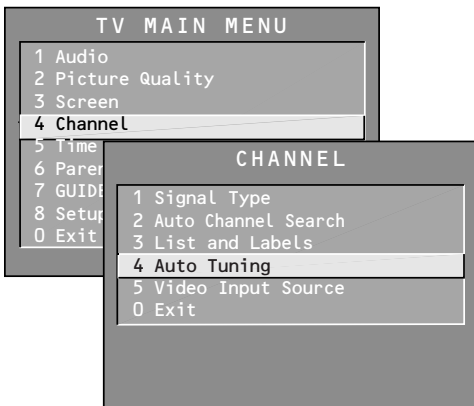 TV MAIN MENU
1 Audio
2 Picture Quality
3 Screen
4 Channel
5 Time
6
7 GUIDE
8 Setup
0 Exit
CHANNEL
1 Signal Type
2 Auto Channel Search
3 List and Labels
4 Auto Tuning
5 Video Input Source
0 Exit